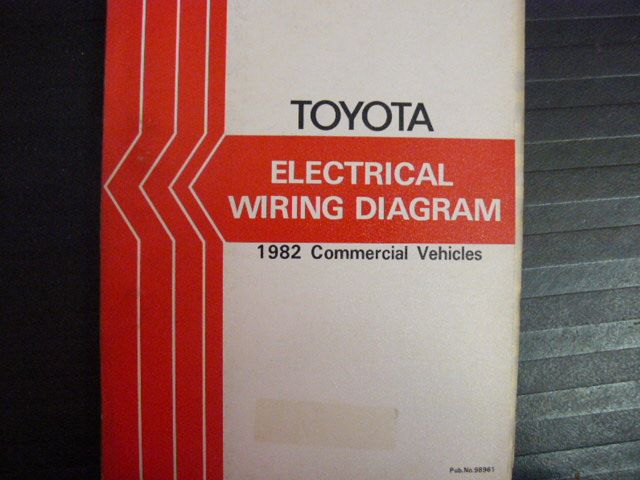 TOYOTA
ELECTRICAL
WIRING DIAGRAM
1982 Commercial Vehicles
Pub.No.98961